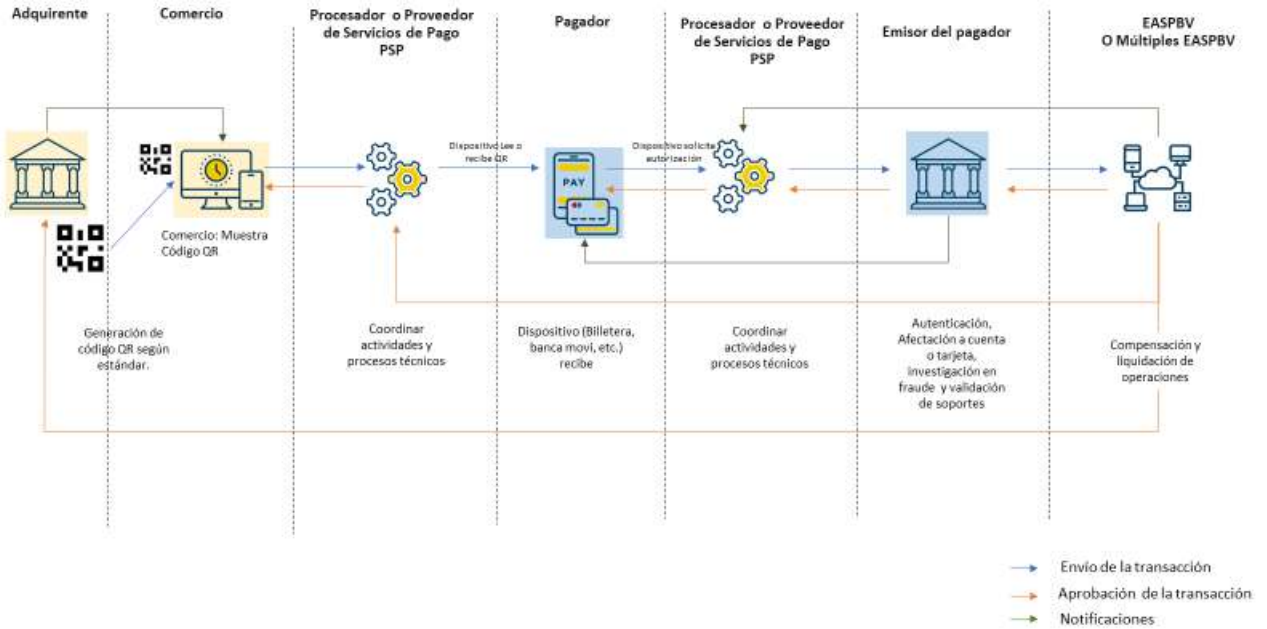 Adquirente
Comercio
Procesador o Proveedor
de Servicios de Pago
PSP
Pagador
Procesador o Proveedor
de Servicios de Pago
PSP
Emisor del pagador
EASPBV
O Múltiples EASPBV
Dispositivo Lee o
recibe QR
Dispositivo solicita
autorización
PAY
Comercio: Muestra
Código QR
Generación de
código QR según
estándar.
Coordinar
actividades y
procesos técnicos
Dispositivo (Billetera,
banca movi, etc.)
recibe
Coordinar
actividades y
procesos técnicos
Autenticación,
Afectación a cuenta
o tarjeta,
investigación en
fraude y validación
de soportes
Compensación y
liquidación de
operaciones
Envío de la transacción
Aprobación de la transacción
Notificaciones